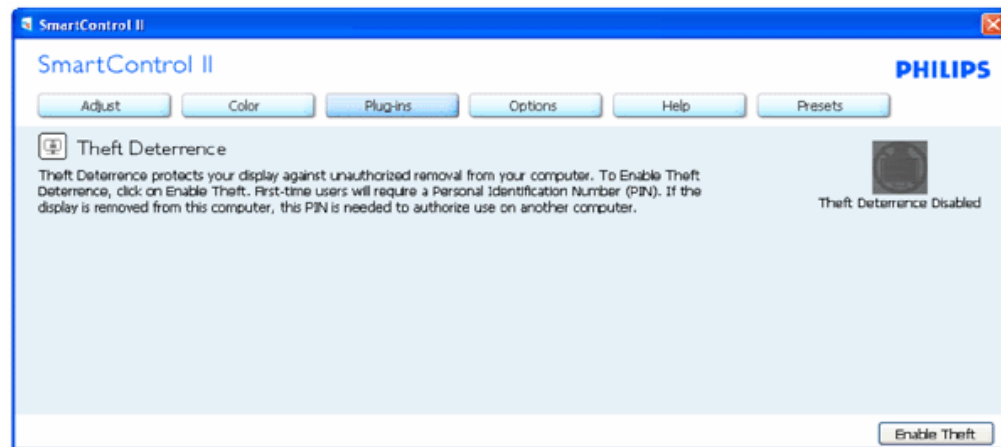 SmartControl II
SmartControl II
PHILIPS
Adjust Color Plug-ins Options Help Presets
Theft Deterrence
Theft Deterrence protects your display against unauthorized removal from your computer. To Enable Theft
Deterrence, click on Enable Theft. First-time users will require a Personal Identification Number (PIN). If the
display is removed from this computer, this PIN is needed to authorize use on another computer.
Theft Deterrence Disabled
Enable Theft